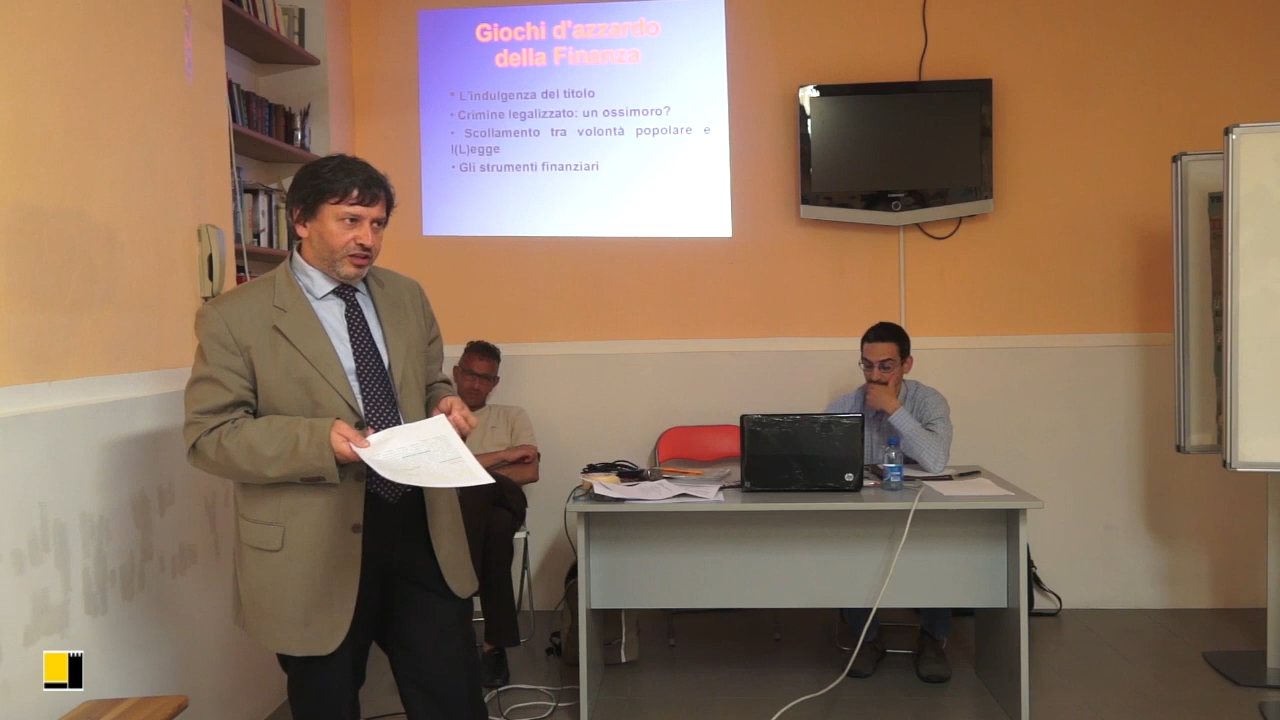 Giochi d'azzardo
della Finanza
• L'indulgenza del titolo
• Crimine legalizzato: un ossimoro?
• Scollamento tra volontà popolare e
l(L)egge
• Gli strumenti finanziari
hp